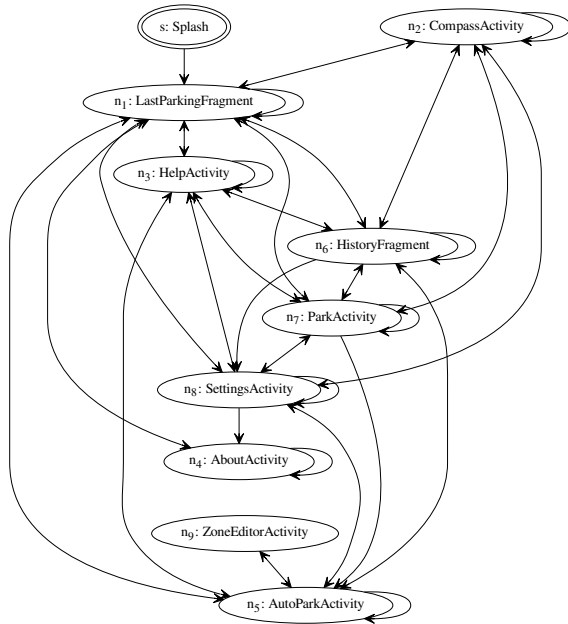 s: Splash
n₂: CompassActivity
n₁: LastParkingFragment
n₃: HelpActivity
n₆: HistoryFragment
n₇: ParkActivity
n₈: SettingsActivity
n₄: AboutActivity
n₉: ZoneEditorActivity
n₅: AutoParkActivity